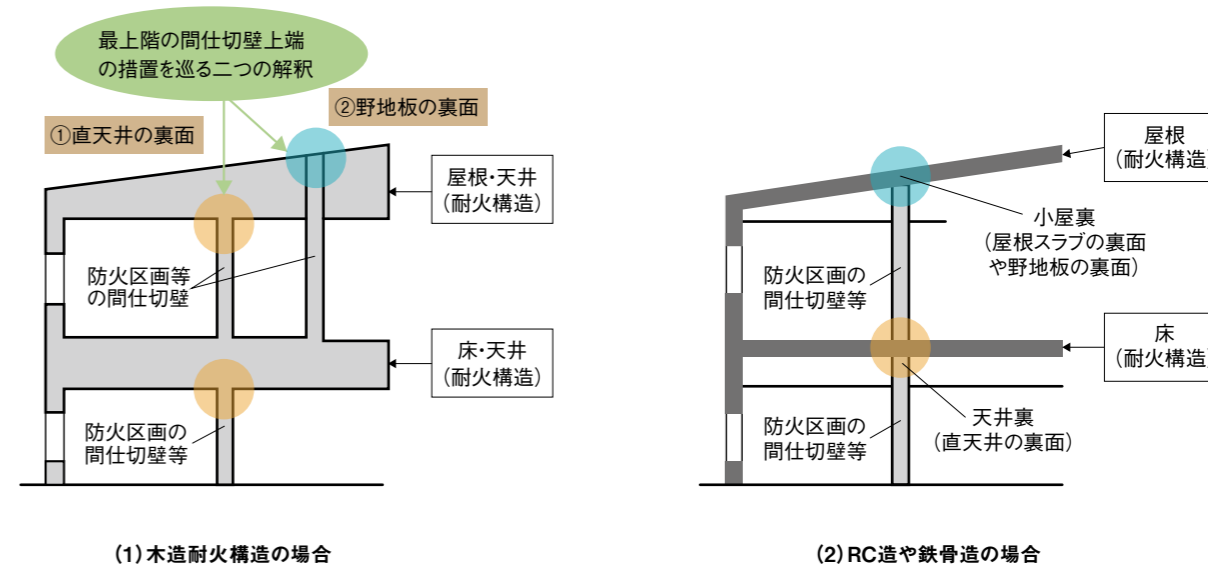 最上階の間仕切壁上端
の措置を巡る二つの解釈
①直天井の裏面
②野地板の裏面
屋根・天井
(耐火構造)
防火区画等
の間仕切壁
床・天井
(耐火構造)
防火区画の
間仕切壁等
(1)木造耐火構造の場合
屋根
(耐火構造)
小屋裏
(屋根スラブの裏面
や野地板の裏面)
防火区画の
間仕切壁等
床
(耐火構造)
天井裏
(直天井の裏面)
防火区画の
間仕切壁等
(2)RC造や鉄骨造の場合